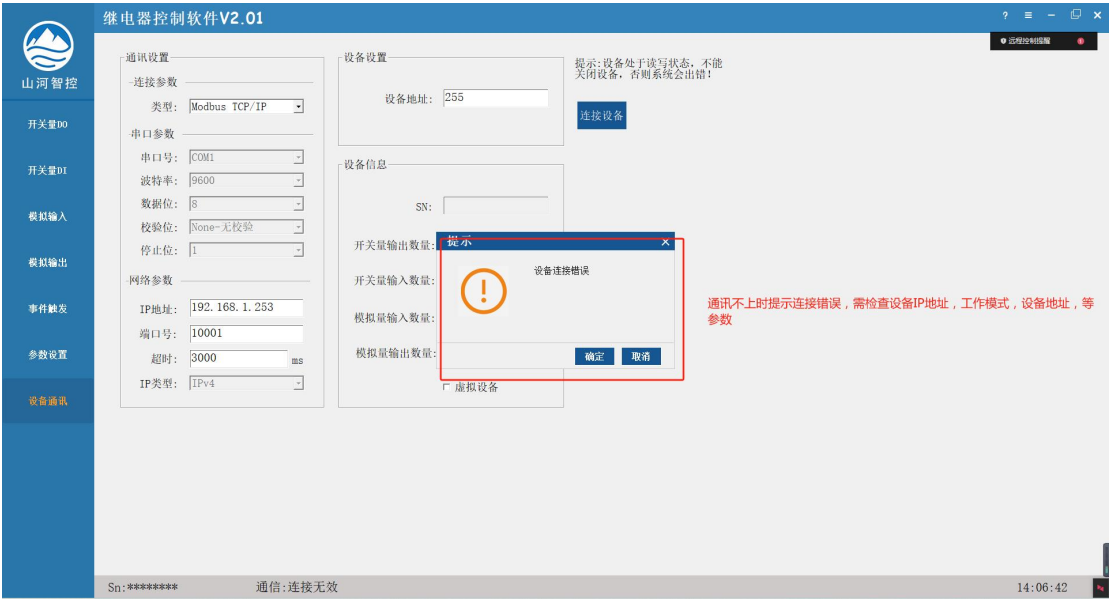 继电器控制软件V2.01
? ≡ － ×
远程控制提醒
山河智控
开关量DO
开关量DI
模拟输入
模拟输出
事件触发
参数设置
设备通讯
通讯设置
连接参数
类型: Modbus TCP/IP
串口参数
串口号: COM1
波特率: 9600
数据位: 8
校验位: None-无校验
停止位: 1
网络参数
IP地址: 192.168.1.253
端口号: 10001
超时: 3000 ms
IP类型: IPv4
设备设置
设备地址: 255
设备信息
SN:
开关量输出数量:
开关量输入数量:
模拟量输入数量:
模拟量输出数量:
虚拟设备
提示:设备处于读写状态，不能
关闭设备，否则系统会出错!
连接设备
提示 ×
设备连接错误
!
确定 取消
通讯不上时提示连接错误，需检查设备IP地址，工作模式，设备地址，等
参数
Sn:******** 通信:连接无效 14:06:42